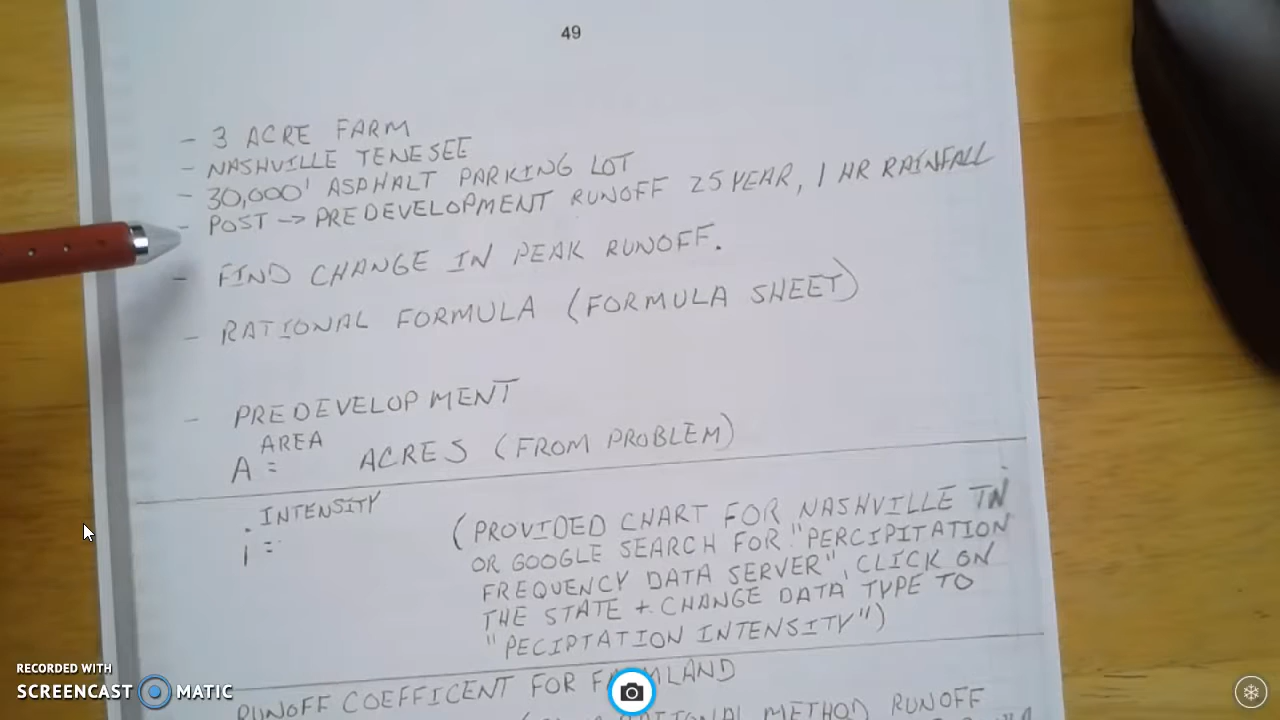 49
- 3 ACRE FARM
- NASHVILLE TENESEE
- 30,000' ASPHALT PARKING LOT
- POST -> PREDEVELOPMENT RUNOFF 25 YEAR, 1 HR RAINFALL
- FIND CHANGE IN PEAK RUNOFF.
- RATIONAL FORMULA (FORMULA SHEET)
- PREDEVELOPMENT
AREA
A = ACRES (FROM PROBLEM)
INTENSITY
i = (PROVIDED CHART FOR NASHVILLE TN
OR GOOGLE SEARCH FOR "PERCIPITATION
FREQUENCY DATA SERVER", CLICK ON
THE STATE + CHANGE DATA TYPE TO
"PECIPTATION INTENSITY")
RUNOFF COEFFICENT FOR
METHOD RUNOFF
RECORDED WITH
SCREENCAST MATIC